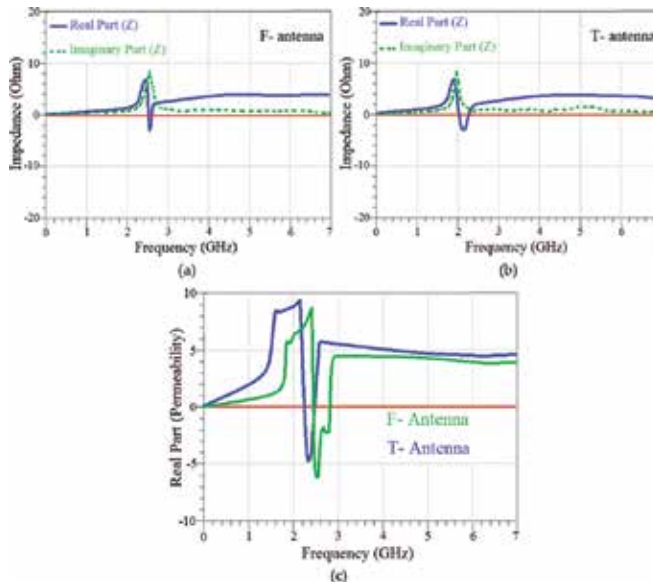 20
Real Part (Z)
Imaginary Part (Z)
F- antenna
10
0
-10
-20
Impedance (Ohm)
0 1 2 3 4 5 6 7
Frequency (GHz)
(a)
20
Real Part (Z)
Imaginary Part (Z)
T- antenna
10
0
-10
-20
Impedance (Ohm)
0 2 4 6
Frequency (GHz)
(b)
10
5
0
-5
-10
Real Part (Permeability)
F- Antenna
T- Antenna
0 1 2 3 4 5 6 7
Frequency (GHz)
(c)